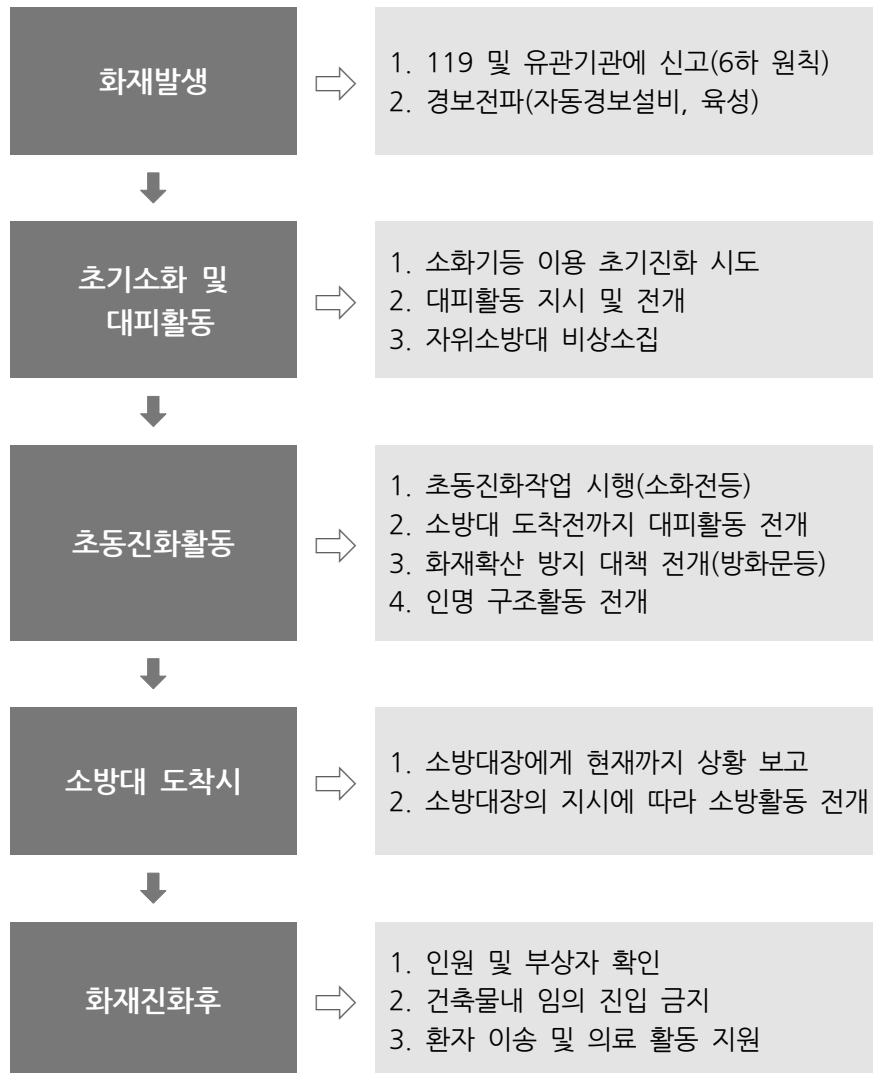 화재발생
1. 119 및 유관기관에 신고(6하 원칙)
2. 경보전파(자동경보설비, 육성)
초기소화 및
대피활동
1. 소화기등 이용 초기진화 시도
2. 대피활동 지시 및 전개
3. 자위소방대 비상소집
초동진화활동
1. 초동진화작업 시행(소화전등)
2. 소방대 도착전까지 대피활동 전개
3. 화재확산 방지 대책 전개(방화문등)
4. 인명 구조활동 전개
소방대 도착시
1. 소방대장에게 현재까지 상황 보고
2. 소방대장의 지시에 따라 소방활동 전개
화재진화후
1. 인원 및 부상자 확인
2. 건축물내 임의 진입 금지
3. 환자 이송 및 의료 활동 지원